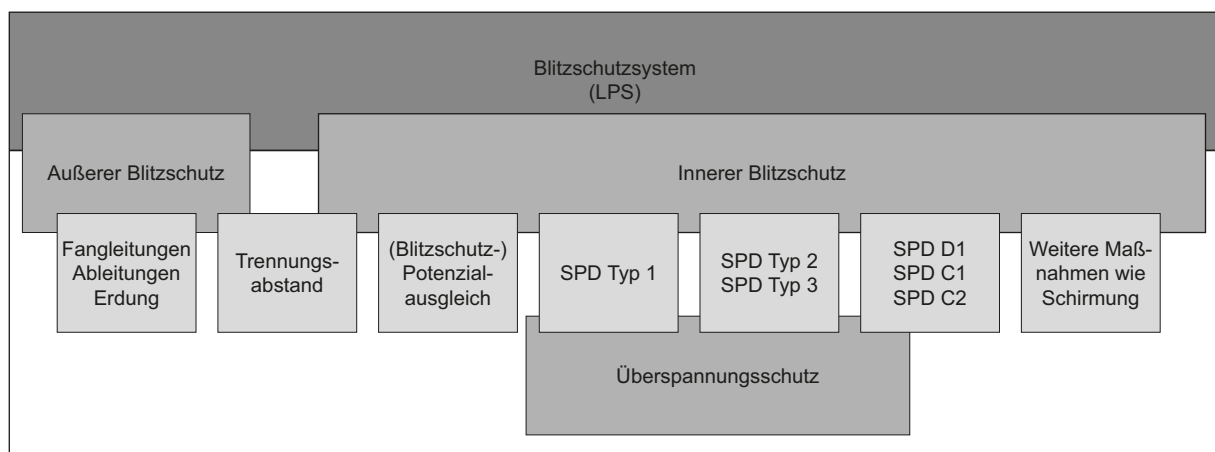 Blitzschutzsystem
(LPS)
Äußerer Blitzschutz
Innerer Blitzschutz
Fangleitungen
Ableitungen
Erdung
Trennungs-
abstand
(Blitzschutz-)
Potenzial-
ausgleich
SPD Typ 1
SPD Typ 2
SPD Typ 3
SPD D1
SPD C1
SPD C2
Weitere Maß-
nahmen wie
Schirmung
Überspannungsschutz